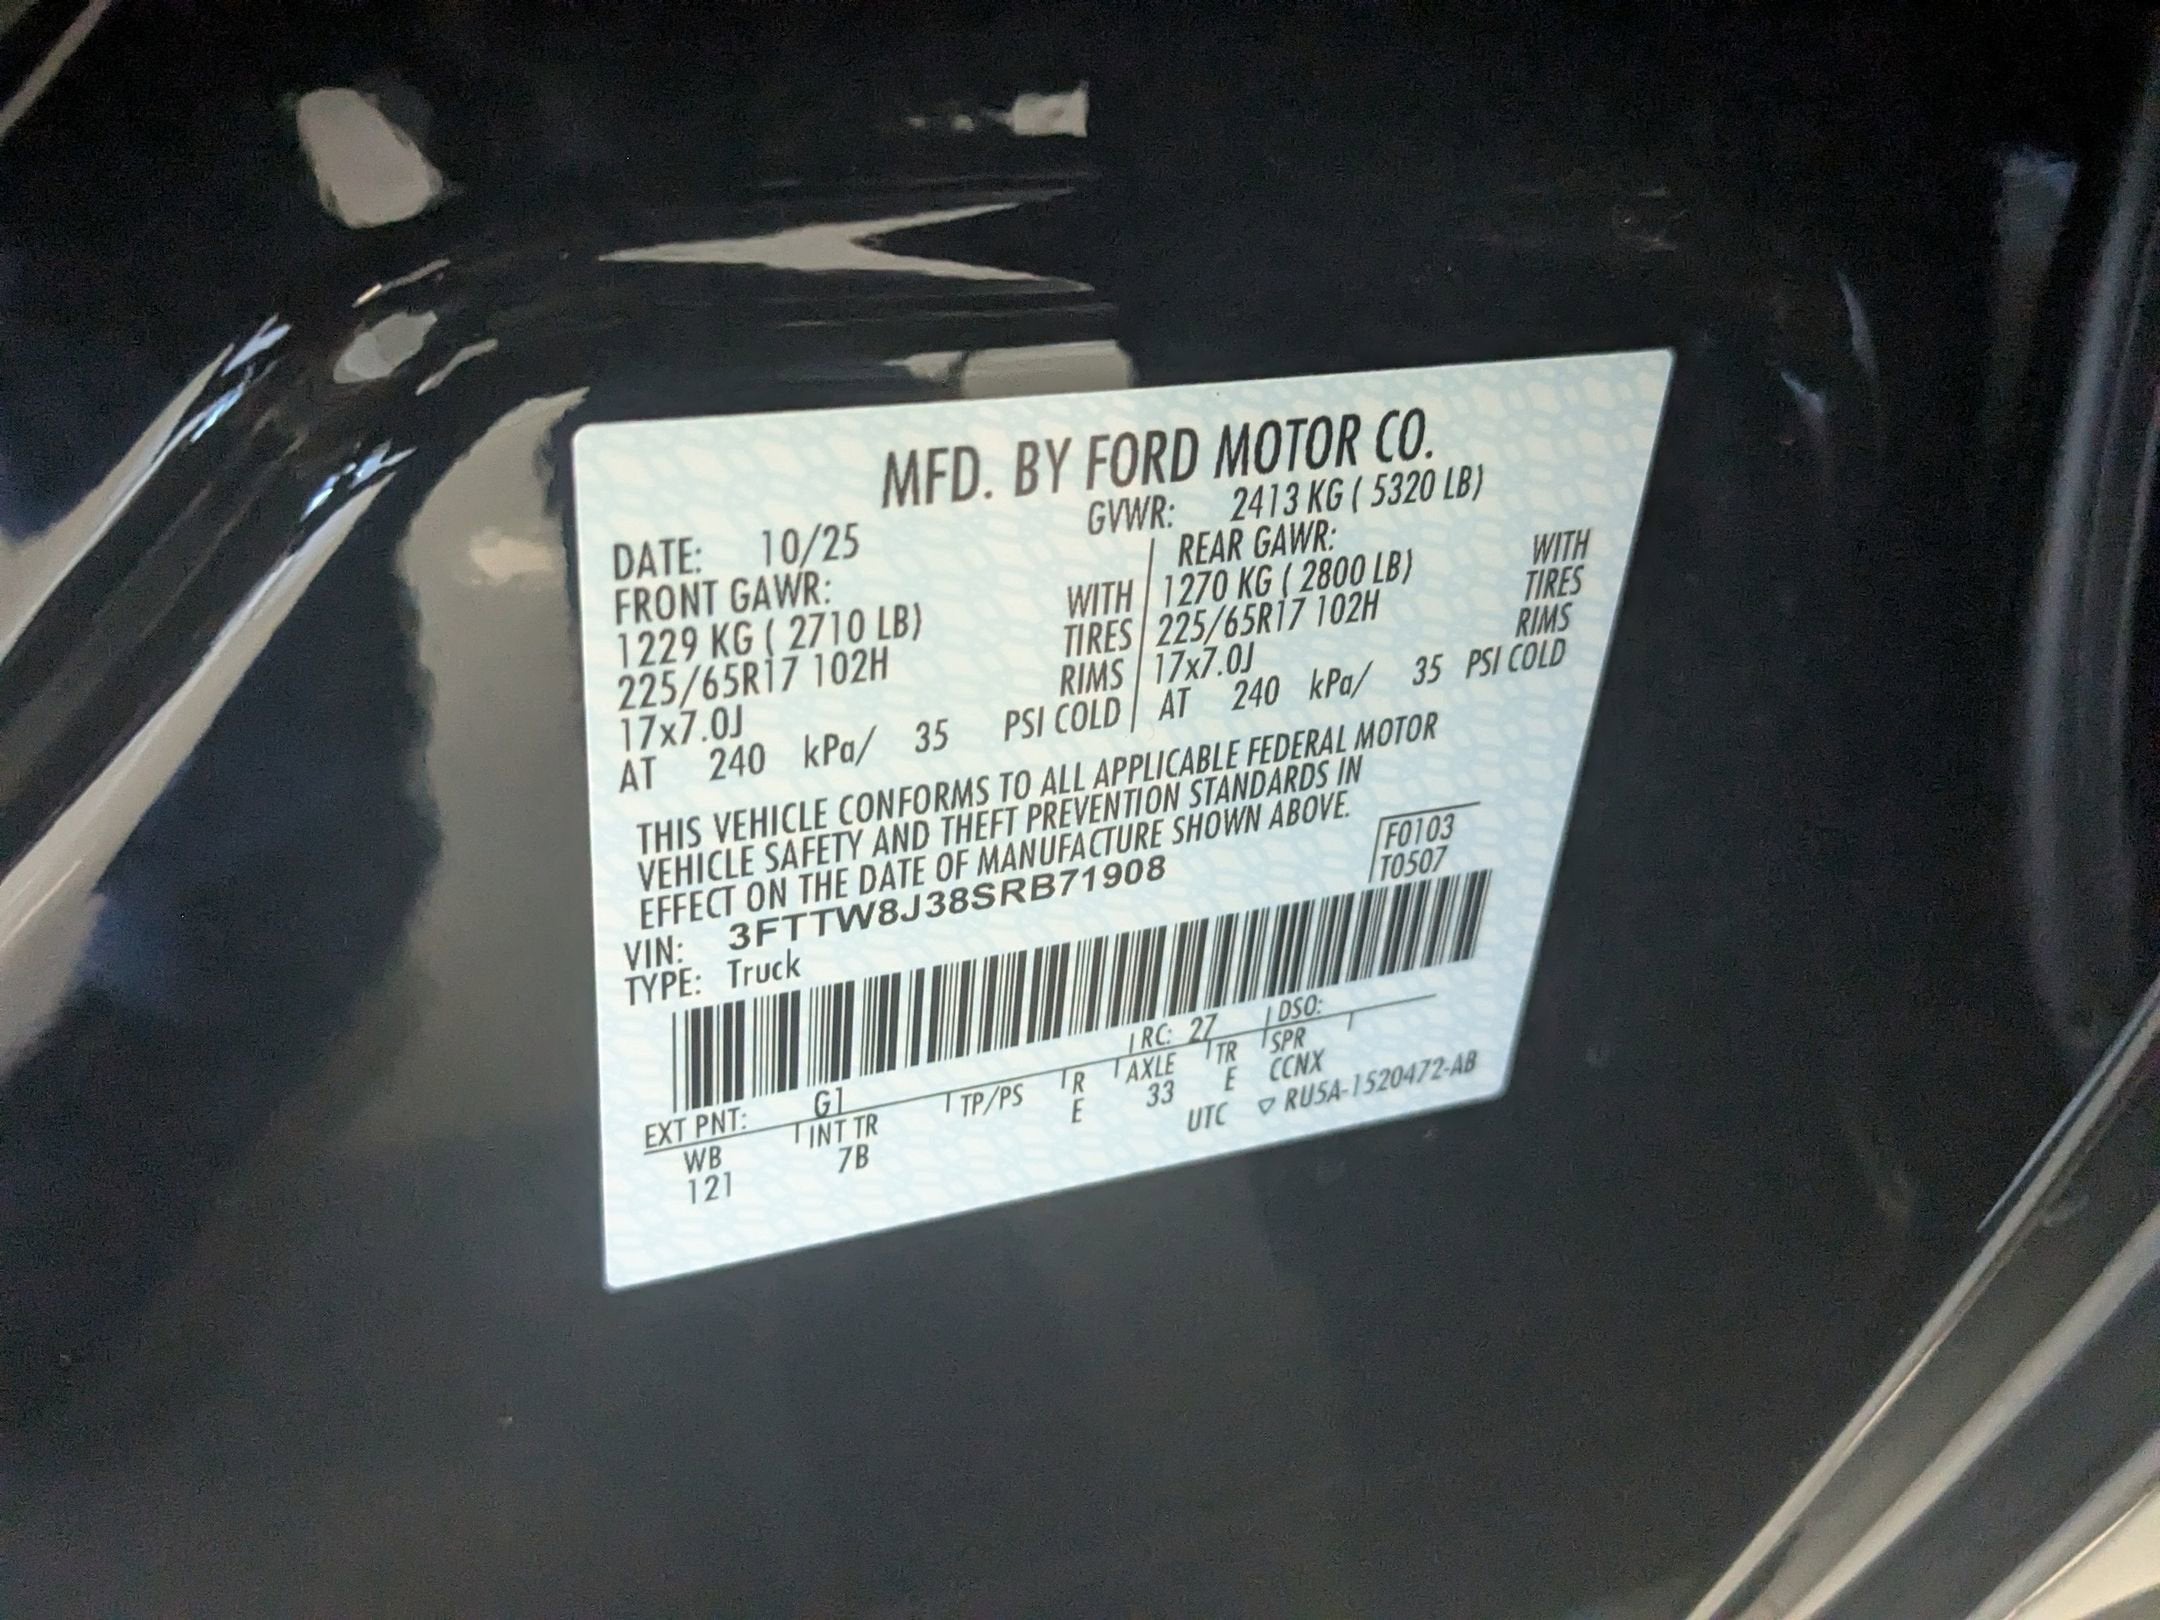 MFD. BY FORD MOTOR CO.
DATE: 10/25 GVWR: 2413 KG ( 5320 LB)
FRONT GAWR: REAR GAWR:
1229 KG ( 2710 LB) WITH 1270 KG ( 2800 LB) WITH
225/65R17 102H TIRES 225/65R17 102H TIRES
17x7.0J RIMS 17x7.0J RIMS
AT 240 kPa/ 35 PSI COLD AT 240 kPa/ 35 PSI COLD
THIS VEHICLE CONFORMS TO ALL APPLICABLE FEDERAL MOTOR
VEHICLE SAFETY AND THEFT PREVENTION STANDARDS IN
EFFECT ON THE DATE OF MANUFACTURE SHOWN ABOVE.
F0103
T0507
VIN: 3FTTW8J38SRB71908
TYPE: Truck
EXT PNT: G1 RC: 27 DSO:
WB INT TR TP/PS R AXLE TR SPR
121 7B E 33 E CCNX
UTC ▽ RU5A-1520472-AB